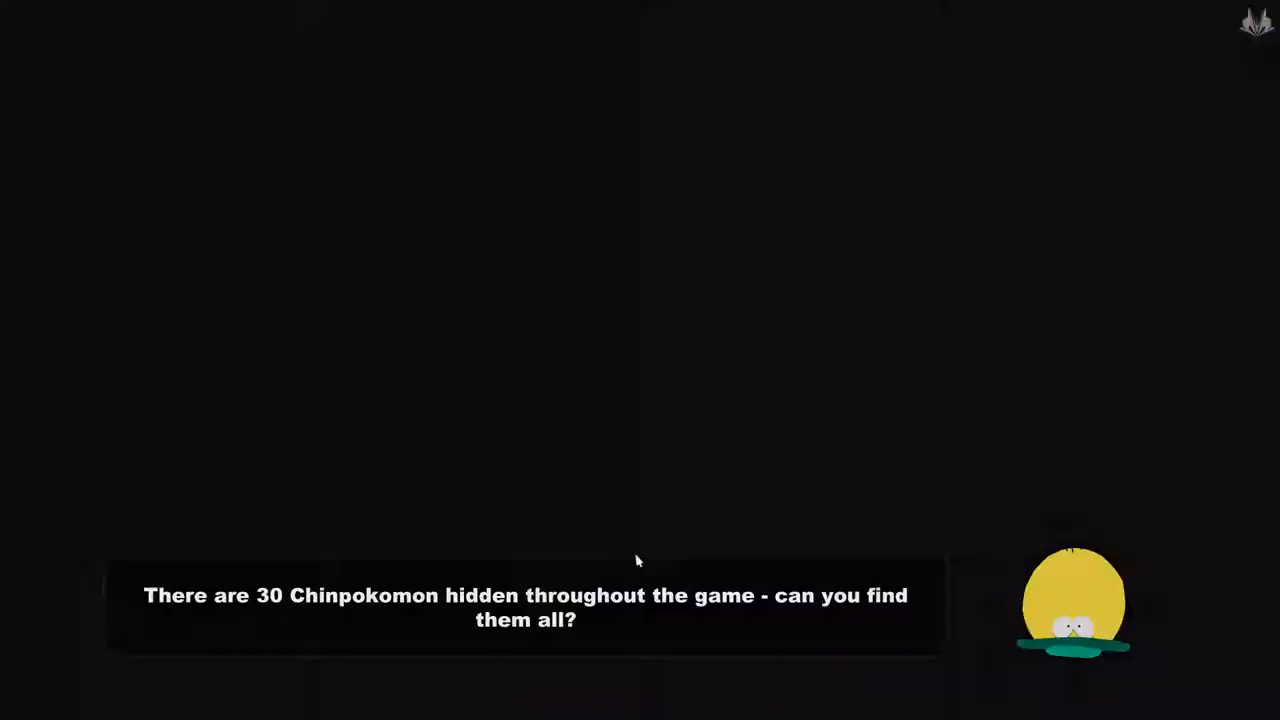 There are 30 Chinpokomon hidden throughout the game - can you find
them all?